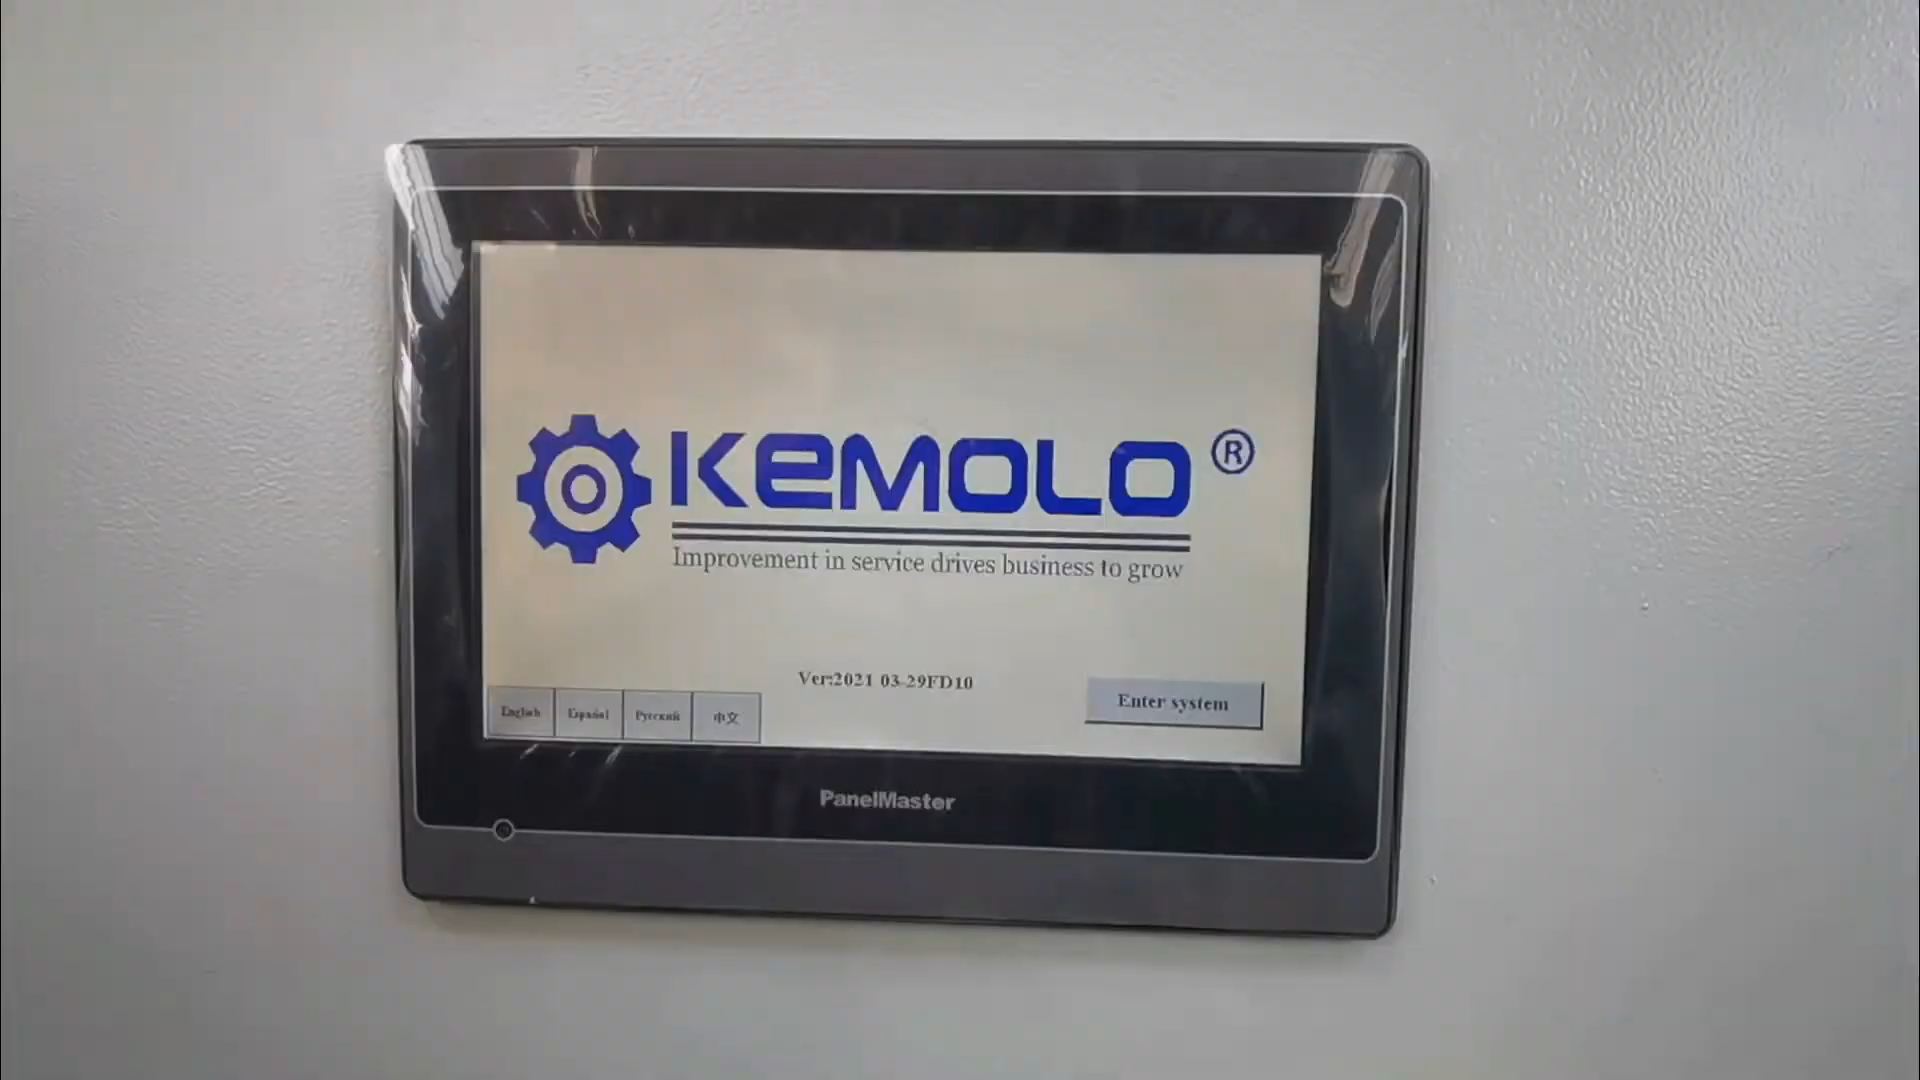 KEMOLO ®
Improvement in service drives business to grow
Ver:2021 03-29FD10
English Español Русский 中文
Enter system
PanelMaster